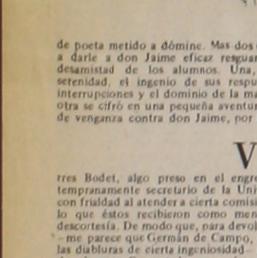 de poeta metido a dómine. Mas dos
a darle a don Jaime eficaz resguar
desamistad de los alumnos. Una,
serenidad, el ingenio de sus respu
interrupciones y el dominio de la ma
otra se cifró en una pequeña aventur
de venganza contra don Jaime, por
V
rres Bodet, algo preso en el engre
tempranamente secretario de la Uni
con frialdad al atender a cierta comisi
lo que éstos recibieron como men
descortesía. De modo que, para devol
—me parece que Germán de Campo,
las diabluras de cierta ingeniosidad